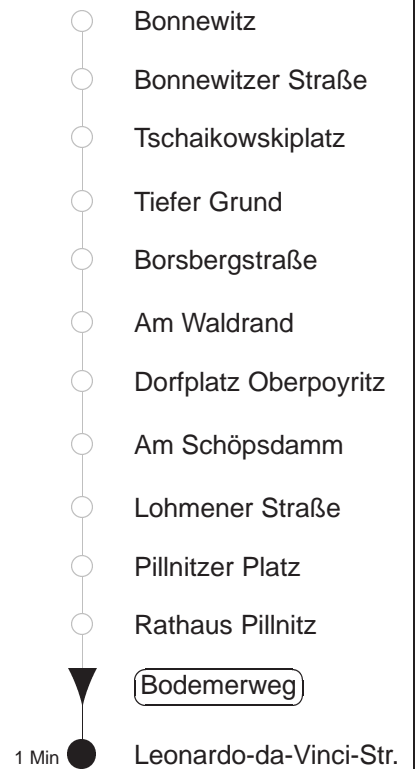 Bonnewitz
Bonnewitzer Straße
Tschaikowskiplatz
Tiefer Grund
Borsbergstraße
Am Waldrand
Dorfplatz Oberpoyritz
Am Schöpsdamm
Lohmener Straße
Pillnitzer Platz
Rathaus Pillnitz
Bodemerweg
1 Min Leonardo-da-Vinci-Str.